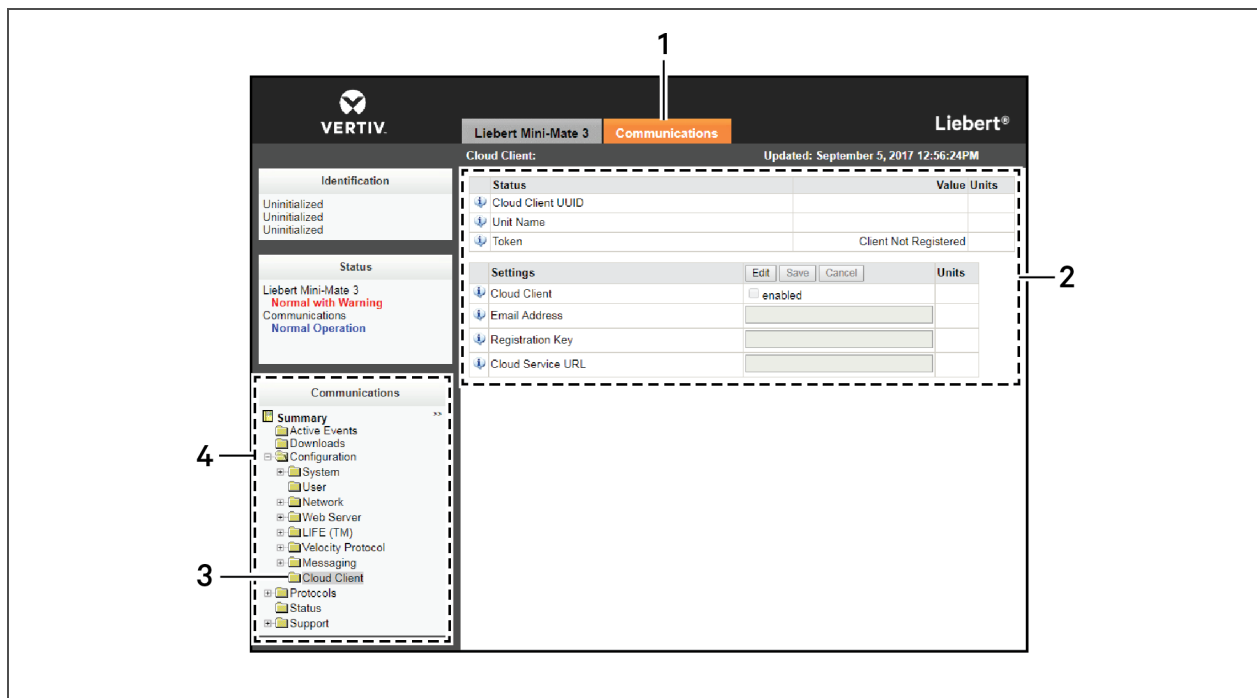 1
VERTIV.
Liebert Mini-Mate 3 Communications Liebert®
Cloud Client: Updated: September 5, 2017 12:56:24PM
Identification
Uninitialized
Uninitialized
Uninitialized
Status
Liebert Mini-Mate 3
Normal with Warning
Communications
Normal Operation
Status Value Units
Cloud Client UUID
Unit Name
Token Client Not Registered
Settings Edit Save Cancel Units
Cloud Client enabled
Email Address
Registration Key
Cloud Service URL
2
Communications
Summary >>
Active Events
Downloads
4
Configuration
System
User
Network
Web Server
LIFE (TM)
Velocity Protocol
Messaging
3
Cloud Client
Protocols
Status
Support